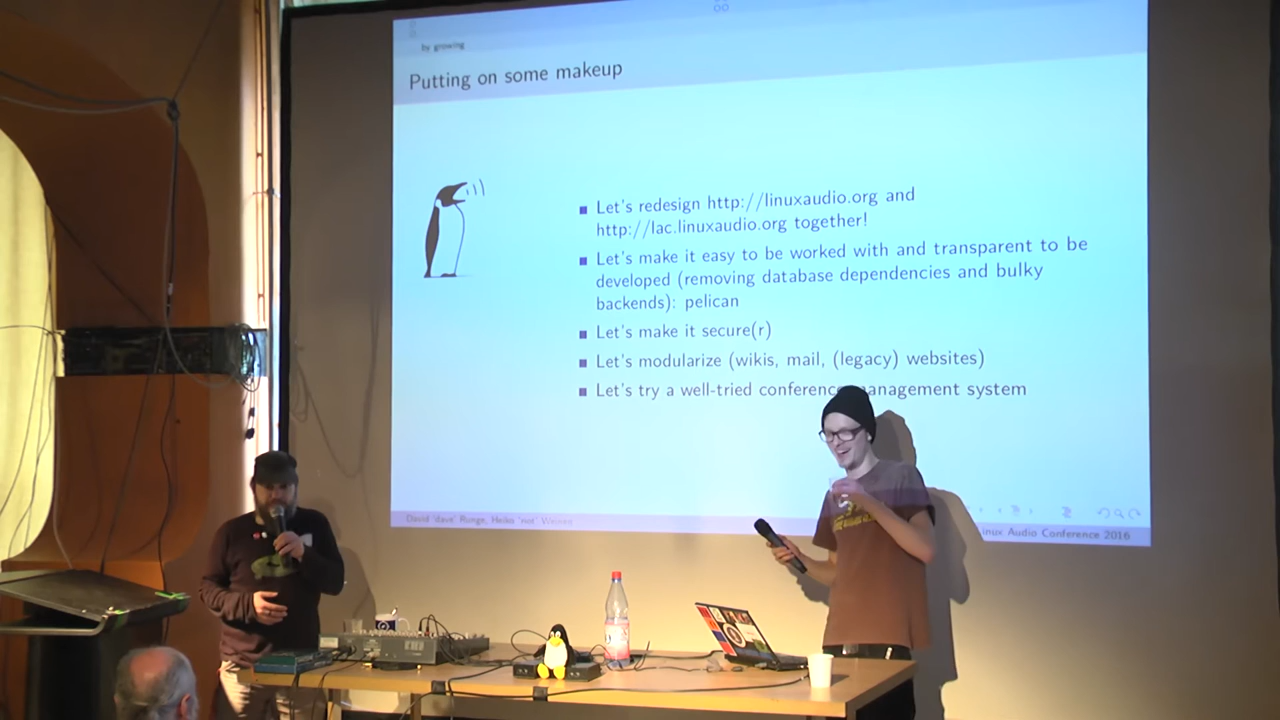 by growing
Putting on some makeup
Let's redesign http://linuxaudio.org and
http://lac.linuxaudio.org together!
Let's make it easy to be worked with and transparent to be
developed (removing database dependencies and bulky
backends): pelican
Let's make it secure(r)
Let's modularize (wikis, mail, (legacy) websites)
Let's try a well-tried conference management system
David 'dave' Runge, Heiko 'not'
Linux Audio Conference 2016